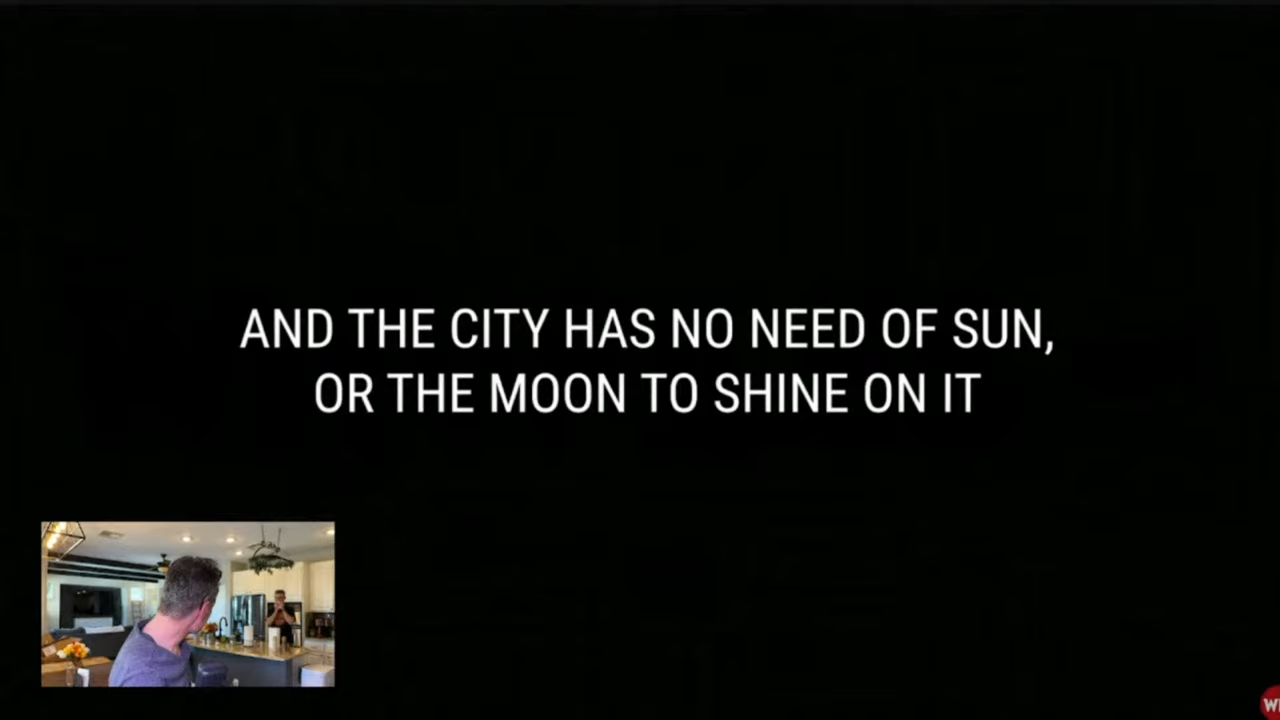 AND THE CITY HAS NO NEED OF SUN,
OR THE MOON TO SHINE ON IT